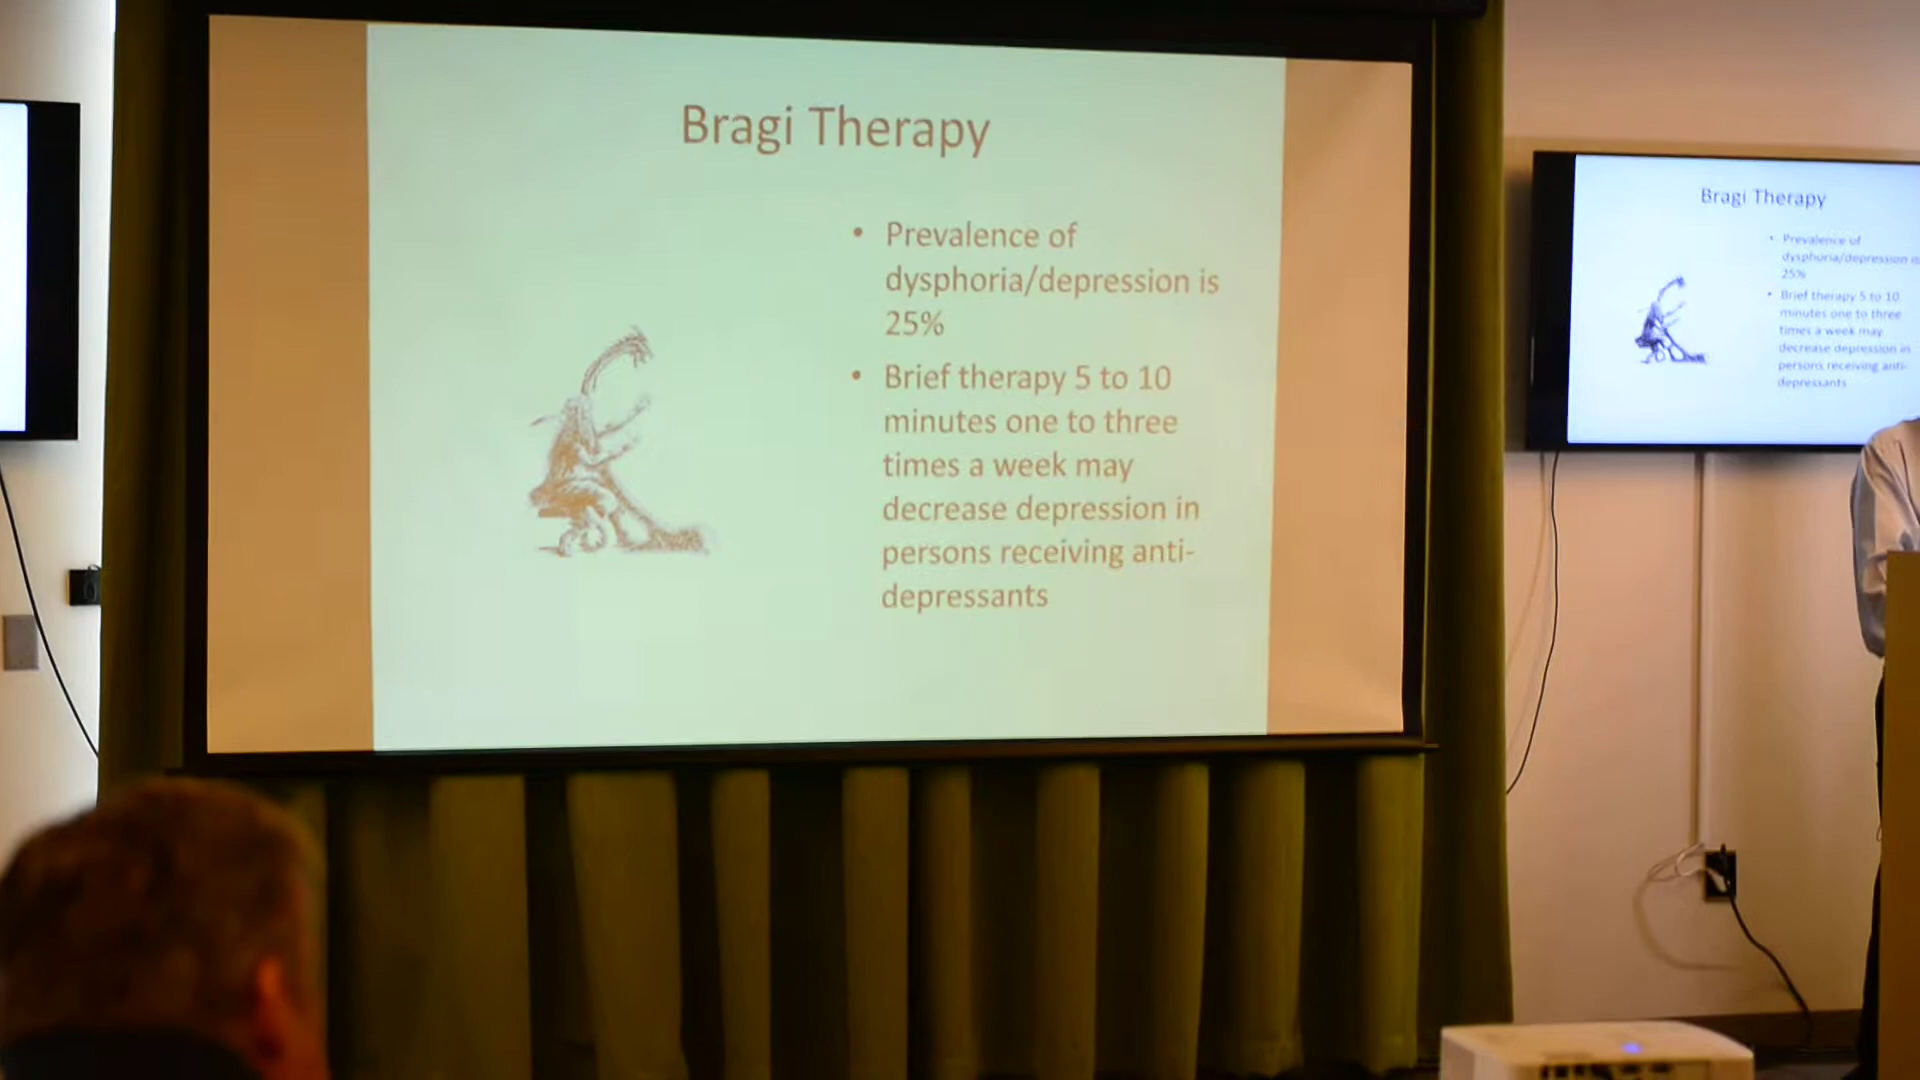 Bragi Therapy
• Prevalence of
dysphoria/depression is
25%
• Brief therapy 5 to 10
minutes one to three
times a week may
decrease depression in
persons receiving anti-
depressants
Bragi Therapy
• Prevalence of
dysphoria/depression is
25%
• Brief therapy 5 to 10
minutes one to three
times a week may
decrease depression in
persons receiving anti-
depressants